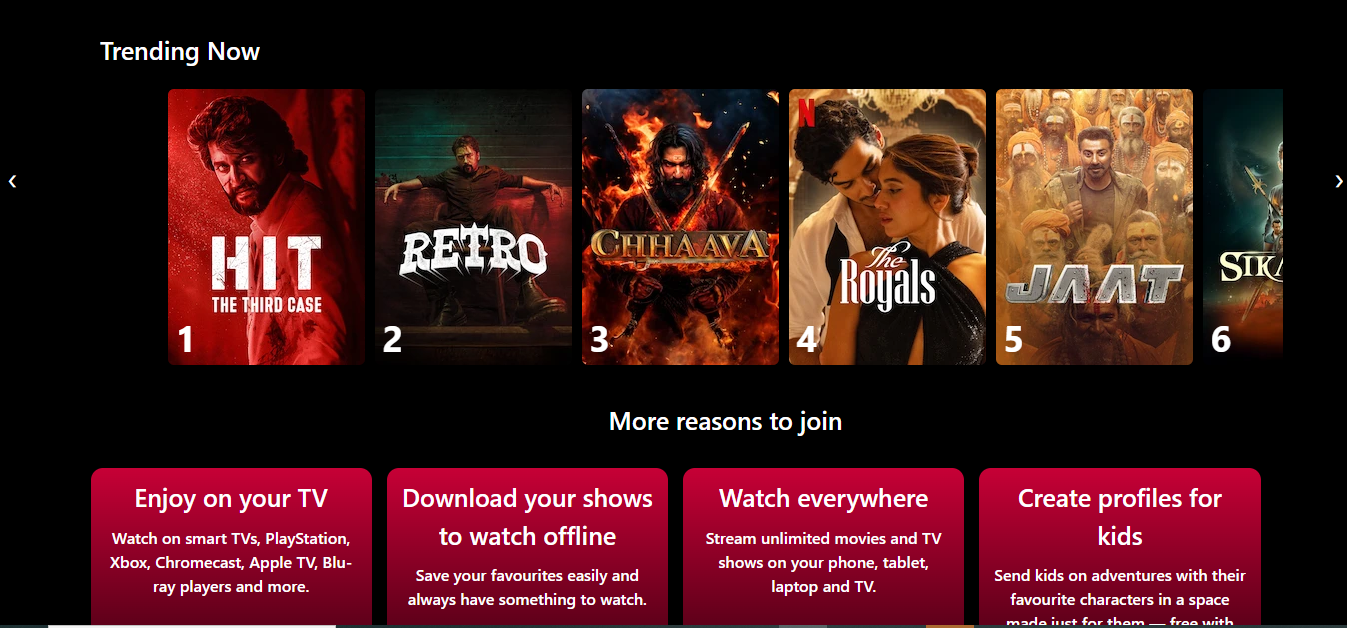 Trending Now
HIT
THE THIRD CASE
1
RETRO
2
CHHAAVA
3
N
The
Royals
4
JAAT
5
6
More reasons to join
Enjoy on your TV
Watch on smart TVs, PlayStation,
Xbox, Chromecast, Apple TV, Blu-
ray players and more.
Download your shows
to watch offline
Save your favourites easily and
always have something to watch.
Watch everywhere
Stream unlimited movies and TV
shows on your phone, tablet,
laptop and TV.
Create profiles for
kids
Send kids on adventures with their
favourite characters in a space
made just for them — free with